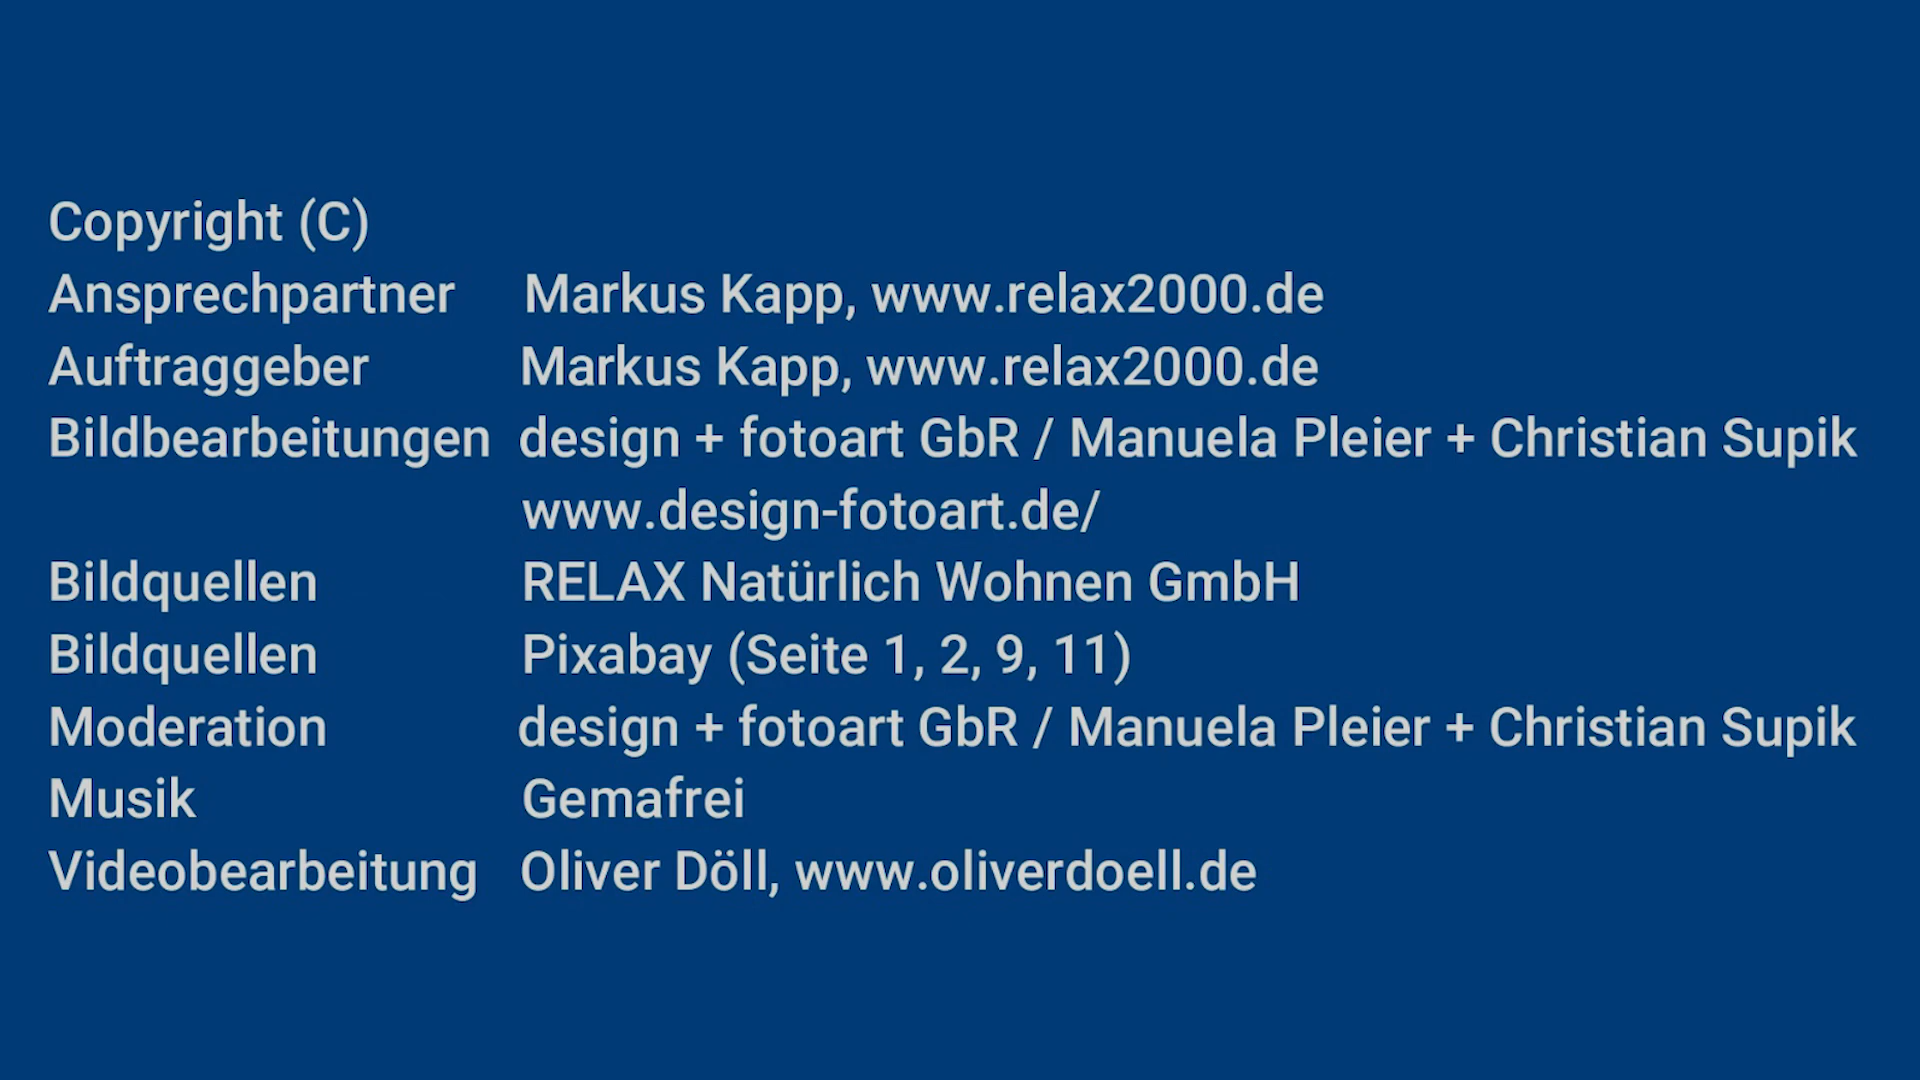 Copyright (C)
Ansprechpartner Markus Kapp, www.relax2000.de
Auftraggeber Markus Kapp, www.relax2000.de
Bildbearbeitungen design + fotoart GbR / Manuela Pleier + Christian Supik
www.design-fotoart.de/
Bildquellen RELAX Natürlich Wohnen GmbH
Bildquellen Pixabay (Seite 1, 2, 9, 11)
Moderation design + fotoart GbR / Manuela Pleier + Christian Supik
Musik Gemafrei
Videobearbeitung Oliver Döll, www.oliverdoell.de